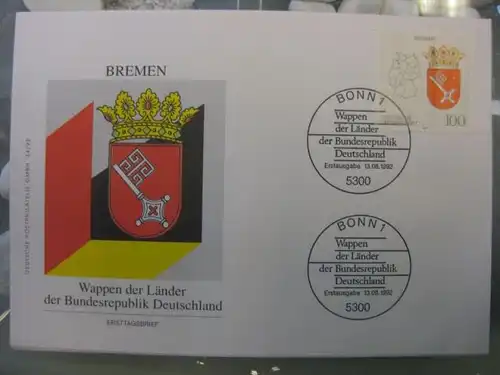 BREMEN
Wappen der Länder
der Bundesrepublik Deutschland
ERSTTAGSBRIEF
BONN 1
Wappen
der Länder
der Bundesrepublik
Deutschland
Erstausgabe 13.08.1992
5300
100
BONN 1
Wappen
der Länder
der Bundesrepublik
Deutschland
Erstausgabe 13.08.1992
5300